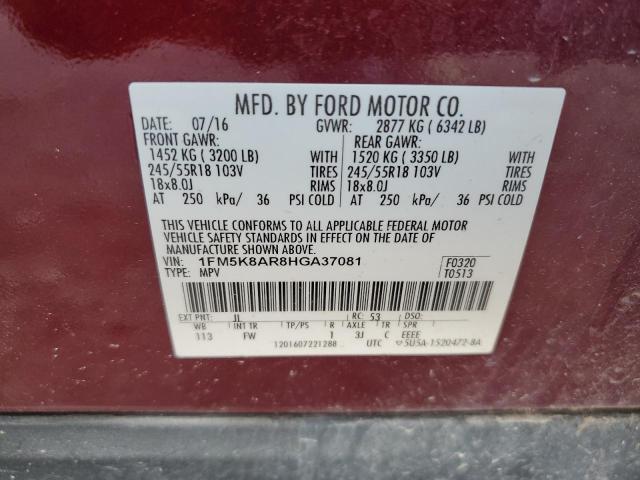 MFD. BY FORD MOTOR CO.
DATE: 07/16 GVWR: 2877 KG ( 6342 LB)
FRONT GAWR: REAR GAWR:
1452 KG ( 3200 LB) WITH 1520 KG ( 3350 LB) WITH
245/55R18 103V TIRES 245/55R18 103V TIRES
18x8.0J RIMS 18x8.0J RIMS
AT 250 kPa/ 36 PSI COLD AT 250 kPa/ 36 PSI COLD
THIS VEHICLE CONFORMS TO ALL APPLICABLE FEDERAL MOTOR
VEHICLE SAFETY STANDARDS IN EFFECT ON THE DATE OF
MANUFACTURE SHOWN ABOVE.
VIN: 1FM5K8AR8HGA37081 F0320
TYPE: MPV T0513
EXT PNT: JL RC: 53 DSO:
WB INT TR TP/PS R AXLE TR SPR
113 FW 1 3J C EEEE
1201607221288 UTC 5U5A-1520472-8A